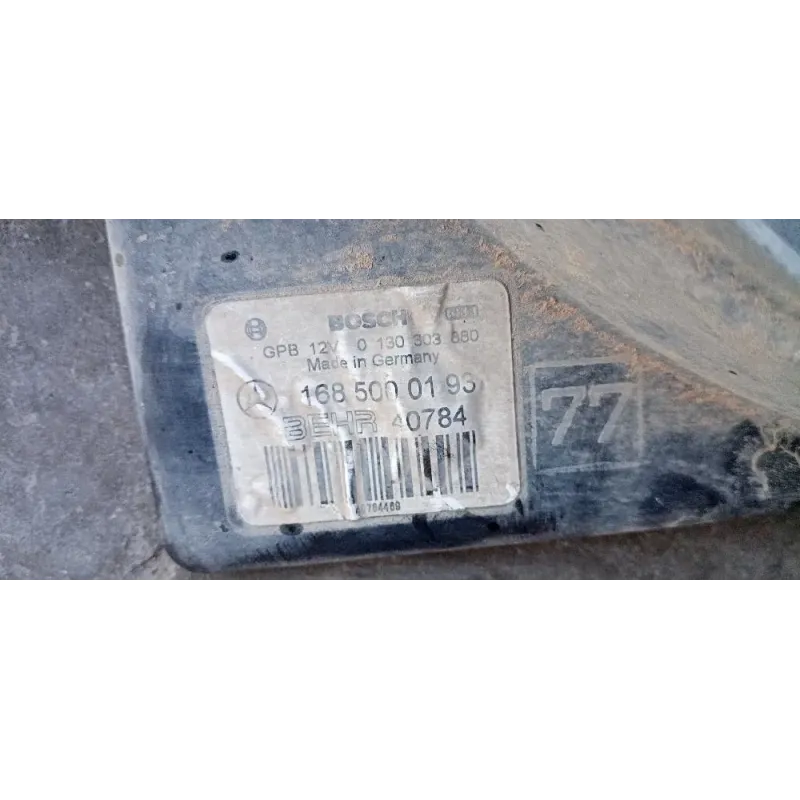 BOSCH
GPB 12V 0 130 303 880
Made in Germany
168 500 01 93
BEHR 40784
77